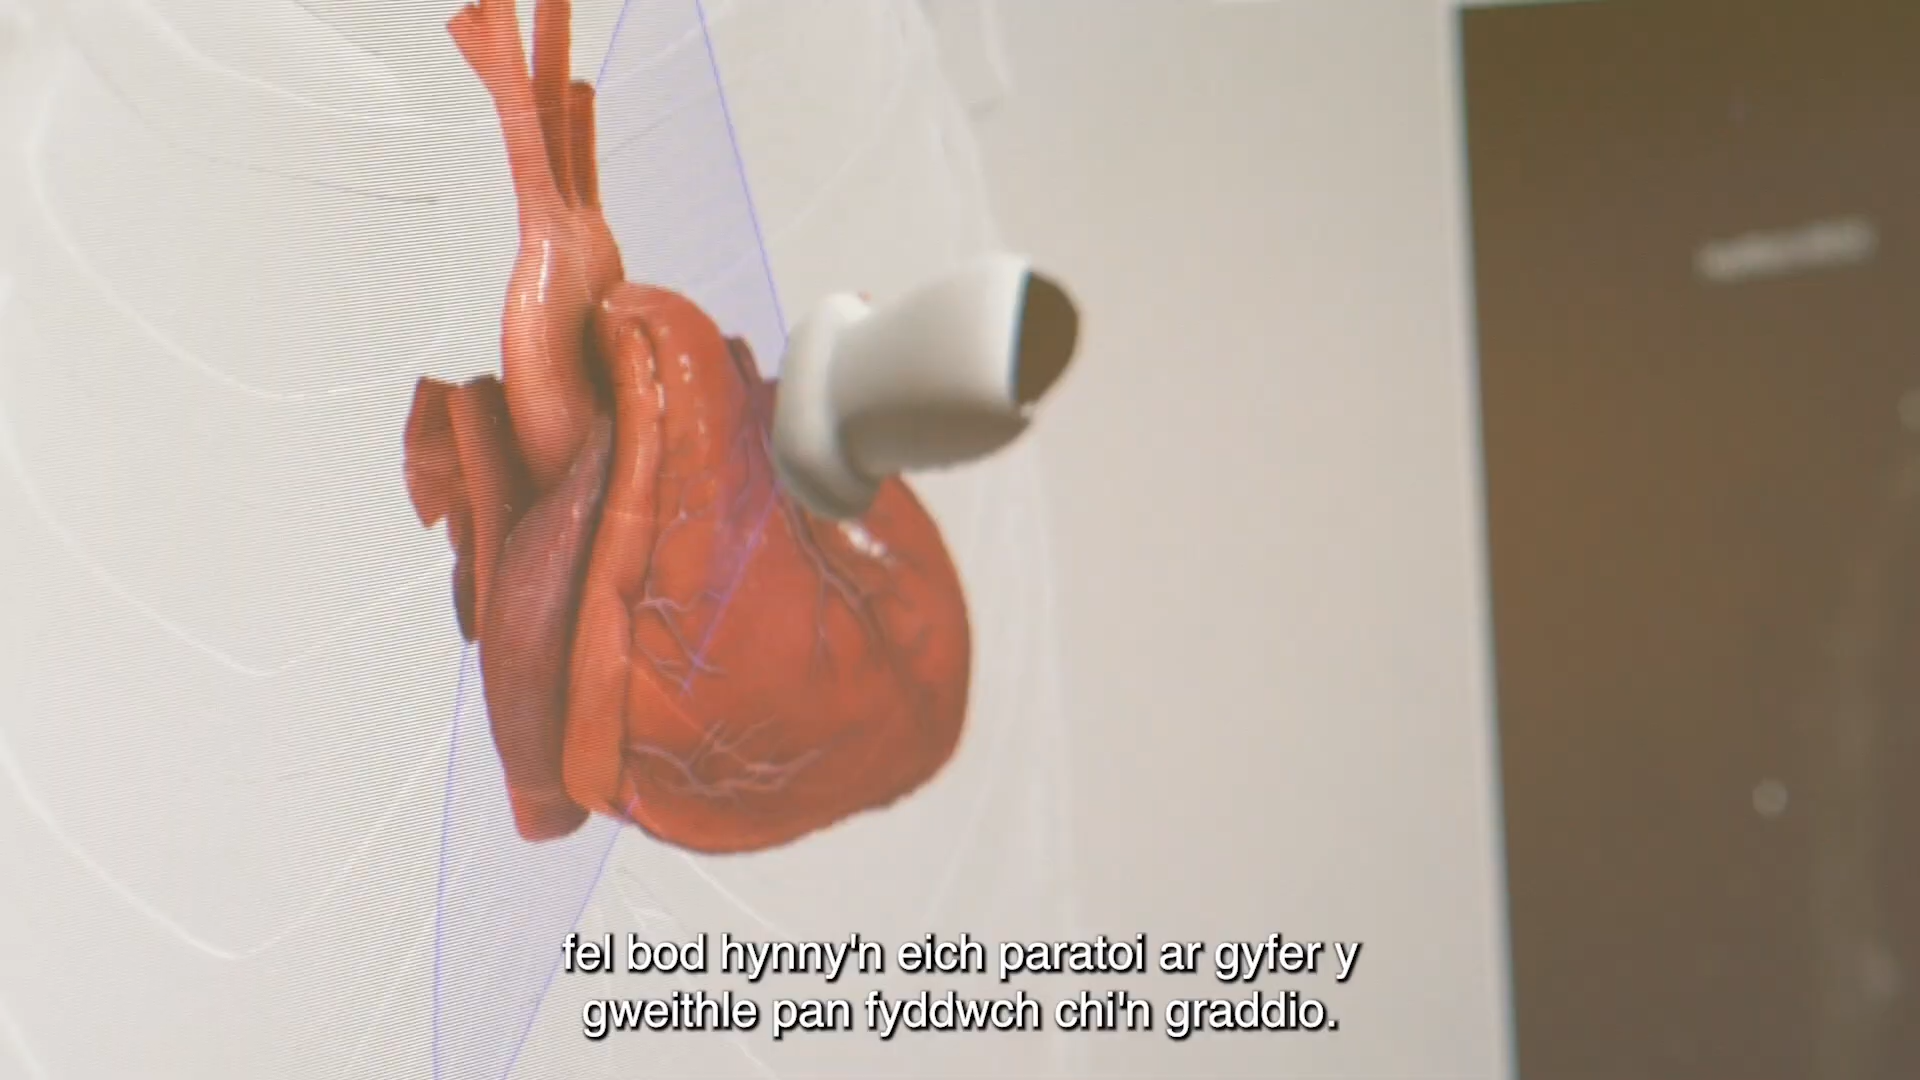 fel bod hynny'n eich paratoi ar gyfer y
gweithle pan fyddwch chi'n graddio.